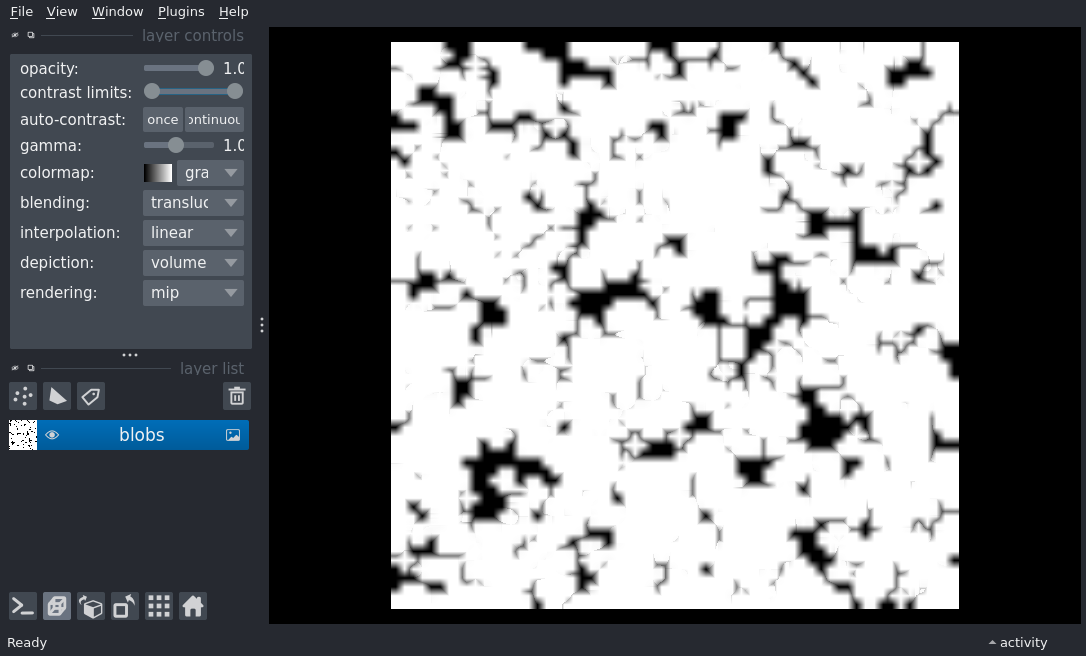 File View Window Plugins Help
layer controls
opacity: 1.0
contrast limits:
auto-contrast: once ontinuou
gamma: 1.0
colormap: gra
blending: transluc
interpolation: linear
depiction: volume
rendering: mip
layer list
blobs
Ready activity